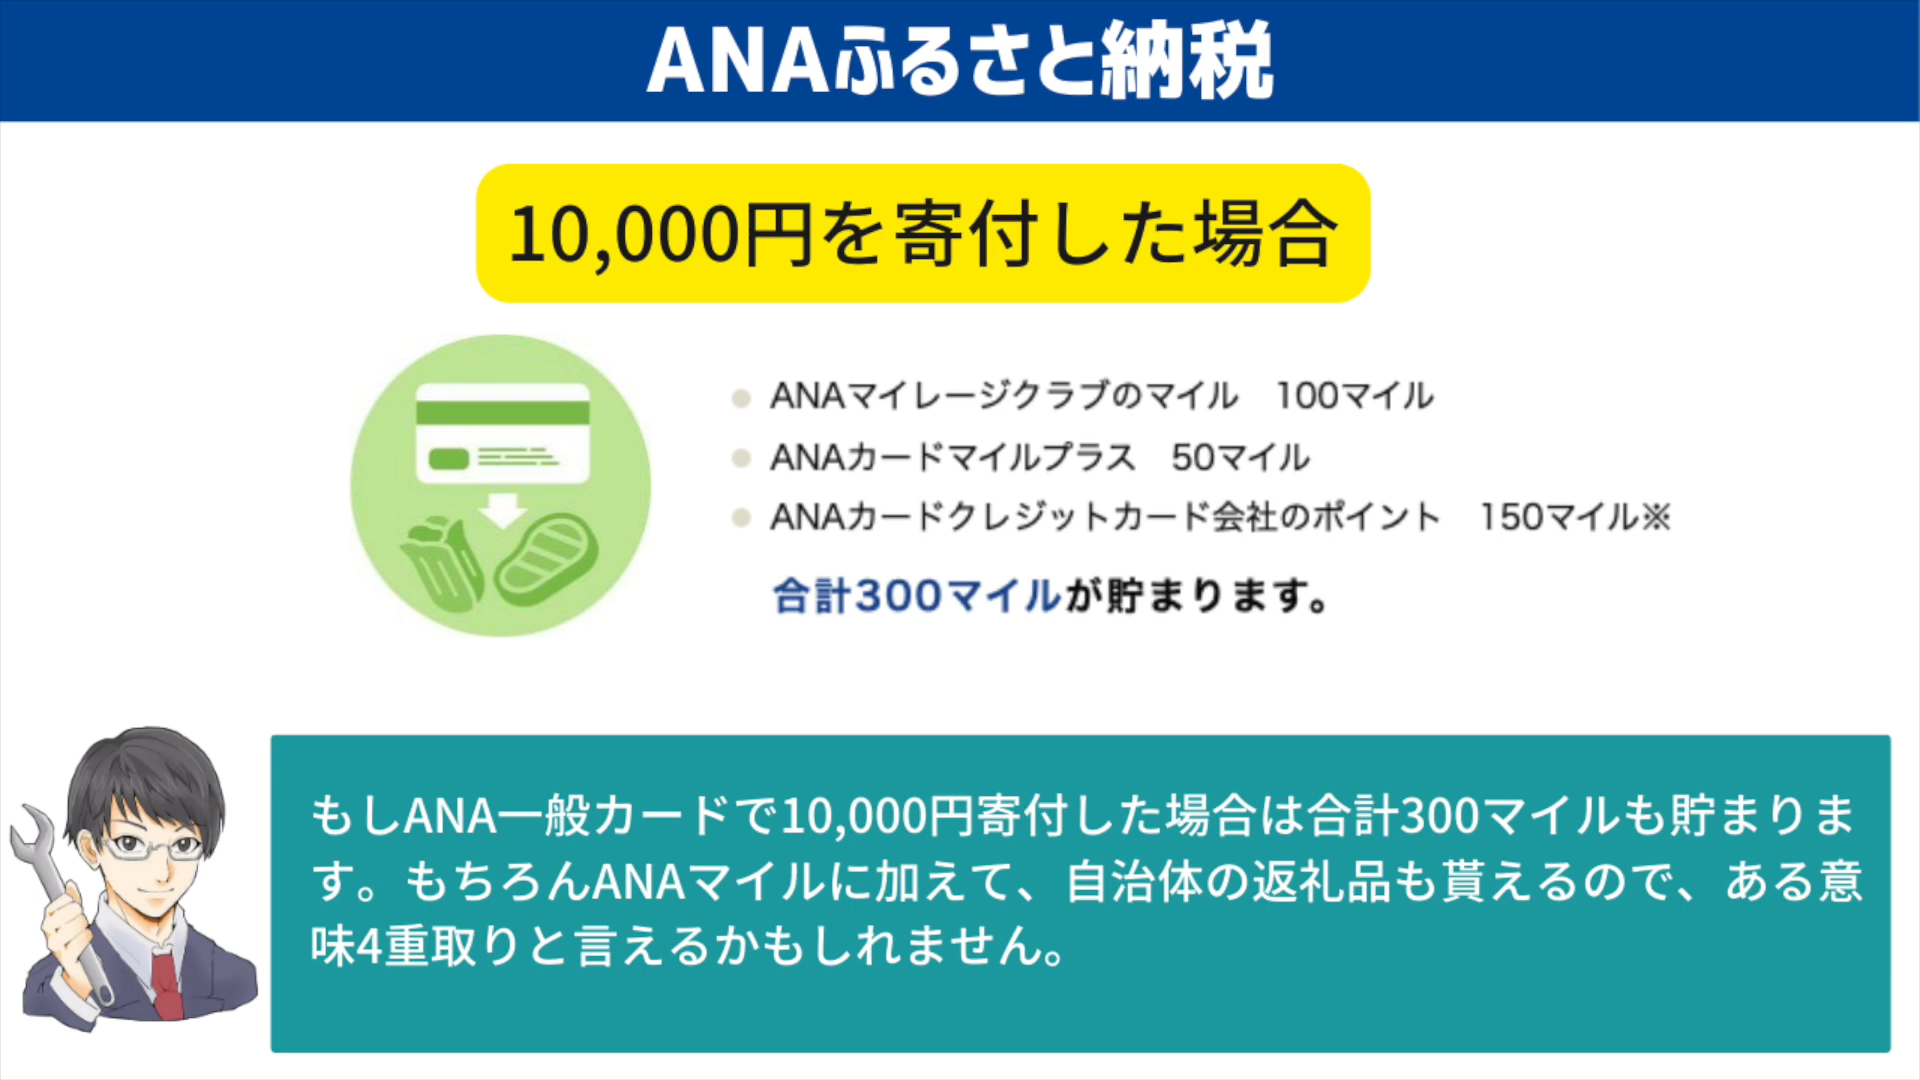 ANAふるさと納税
10,000円を寄付した場合
ANAマイレージクラブのマイル　100マイル
ANAカードマイルプラス　50マイル
ANAカードクレジットカード会社のポイント　150マイル※
合計300マイルが貯まります。
もしANA一般カードで10,000円寄付した場合は合計300マイルも貯まりま
す。もちろんANAマイルに加えて、自治体の返礼品も貰えるので、ある意
味4重取りと言えるかもしれません。